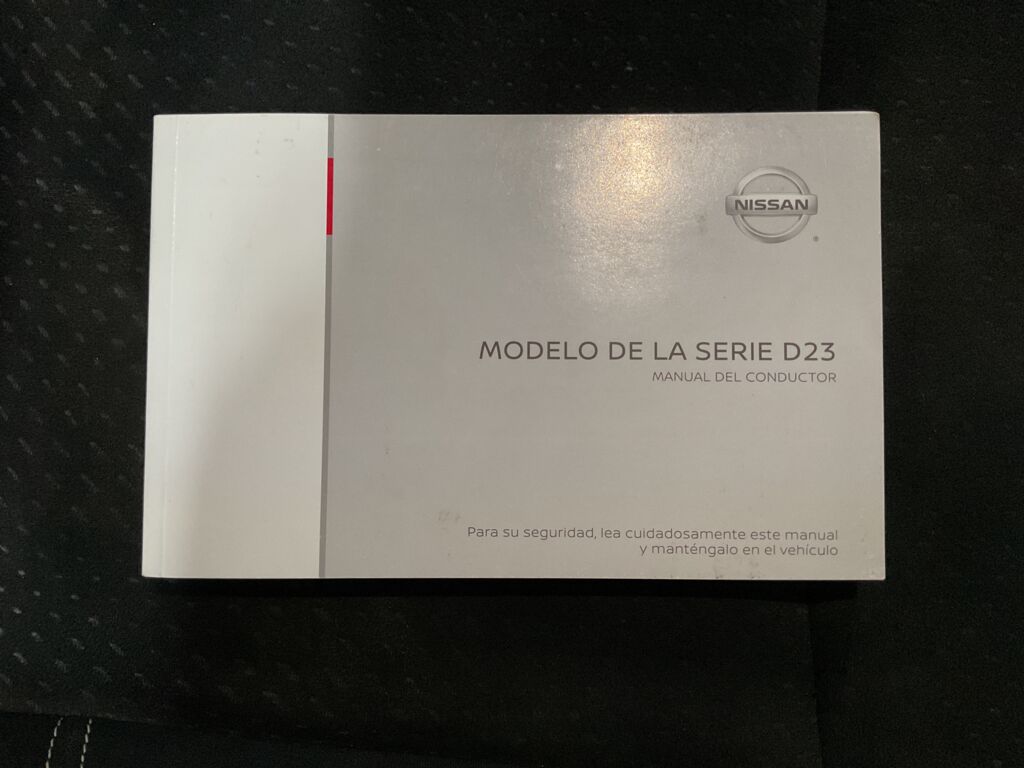 NISSAN
MODELO DE LA SERIE D23
MANUAL DEL CONDUCTOR
Para su seguridad, lea cuidadosamente este manual
y manténgalo en el vehículo